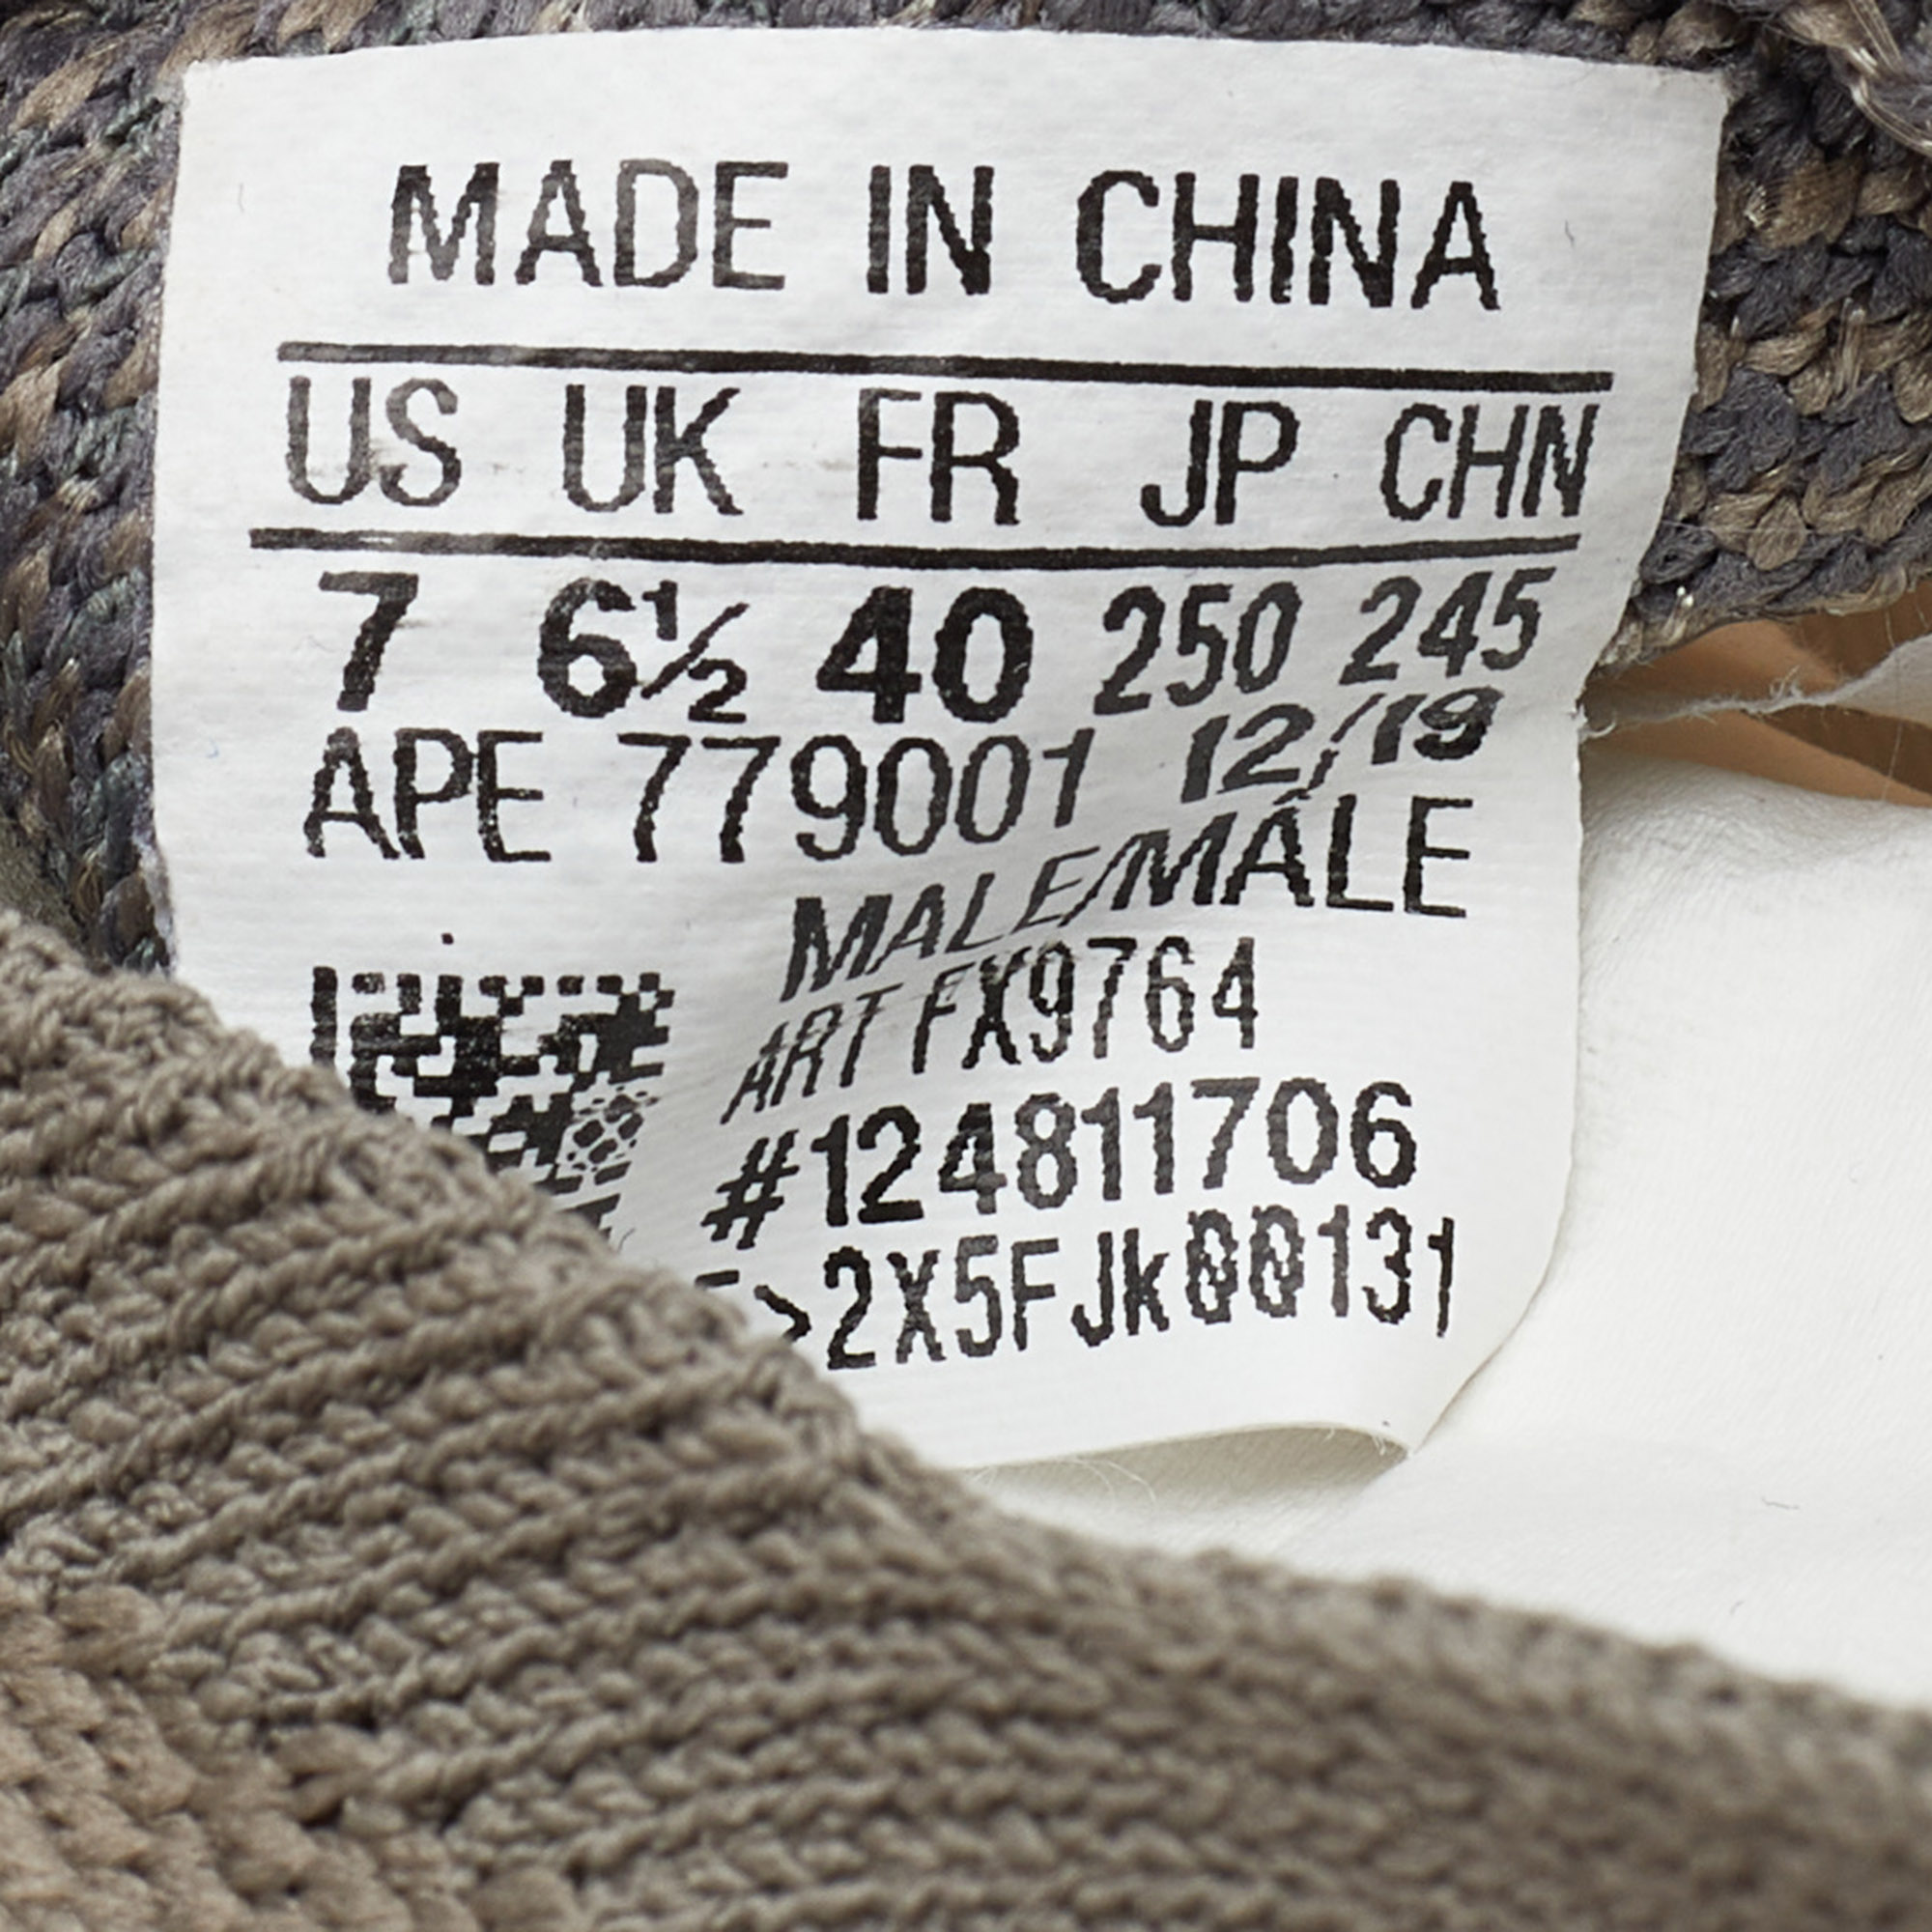 MADE IN CHINA
US UK FR JP CHN
7 6½ 40 250 245
APE 779001 12/19
MALE/MÂLE
ART FX9764
#124811706
>2X5FJk00131